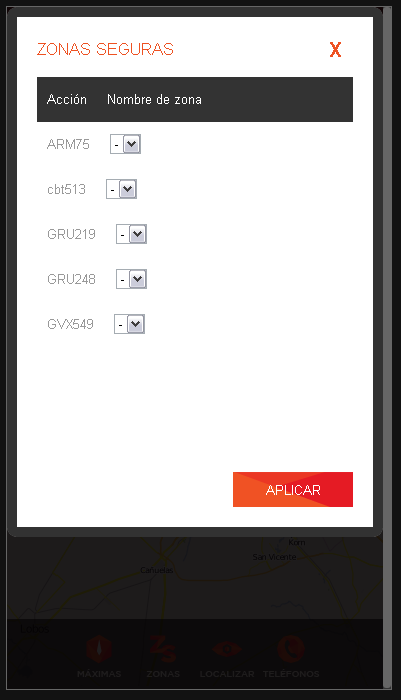 ZONAS SEGURAS X
Acción Nombre de zona
ARM75 -
cbt513 -
GRU219 -
GRU248 -
GVX549 -
APLICAR
Korn
San Vicente
Cañuelas
MÁXIMAS ZONAS LOCALIZAR TELÉFONOS